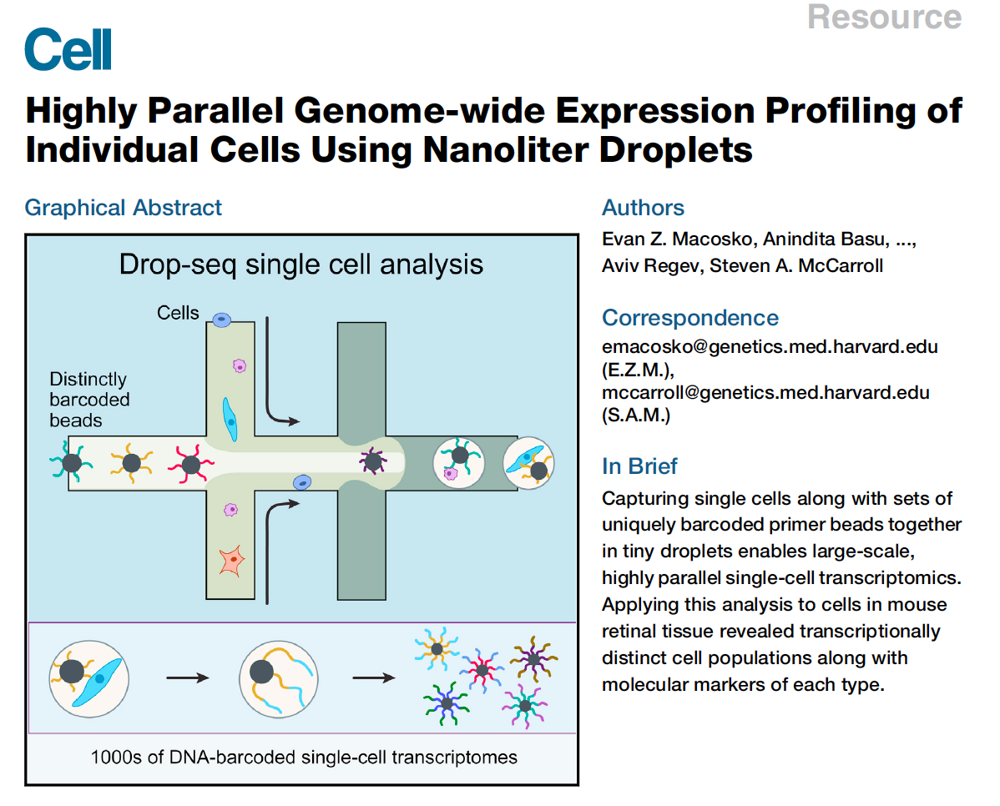 Resource
Cell
Highly Parallel Genome-wide Expression Profiling of
Individual Cells Using Nanoliter Droplets
Graphical Abstract
Drop-seq single cell analysis
Cells
Distinctly
barcoded
beads
1000s of DNA-barcoded single-cell transcriptomes
Authors
Evan Z. Macosko, Anindita Basu, ...,
Aviv Regev, Steven A. McCarroll
Correspondence
emacosko@genetics.med.harvard.edu
(E.Z.M.),
mccarroll@genetics.med.harvard.edu
(S.A.M.)
In Brief
Capturing single cells along with sets of
uniquely barcoded primer beads together
in tiny droplets enables large-scale,
highly parallel single-cell transcriptomics.
Applying this analysis to cells in mouse
retinal tissue revealed transcriptionally
distinct cell populations along with
molecular markers of each type.